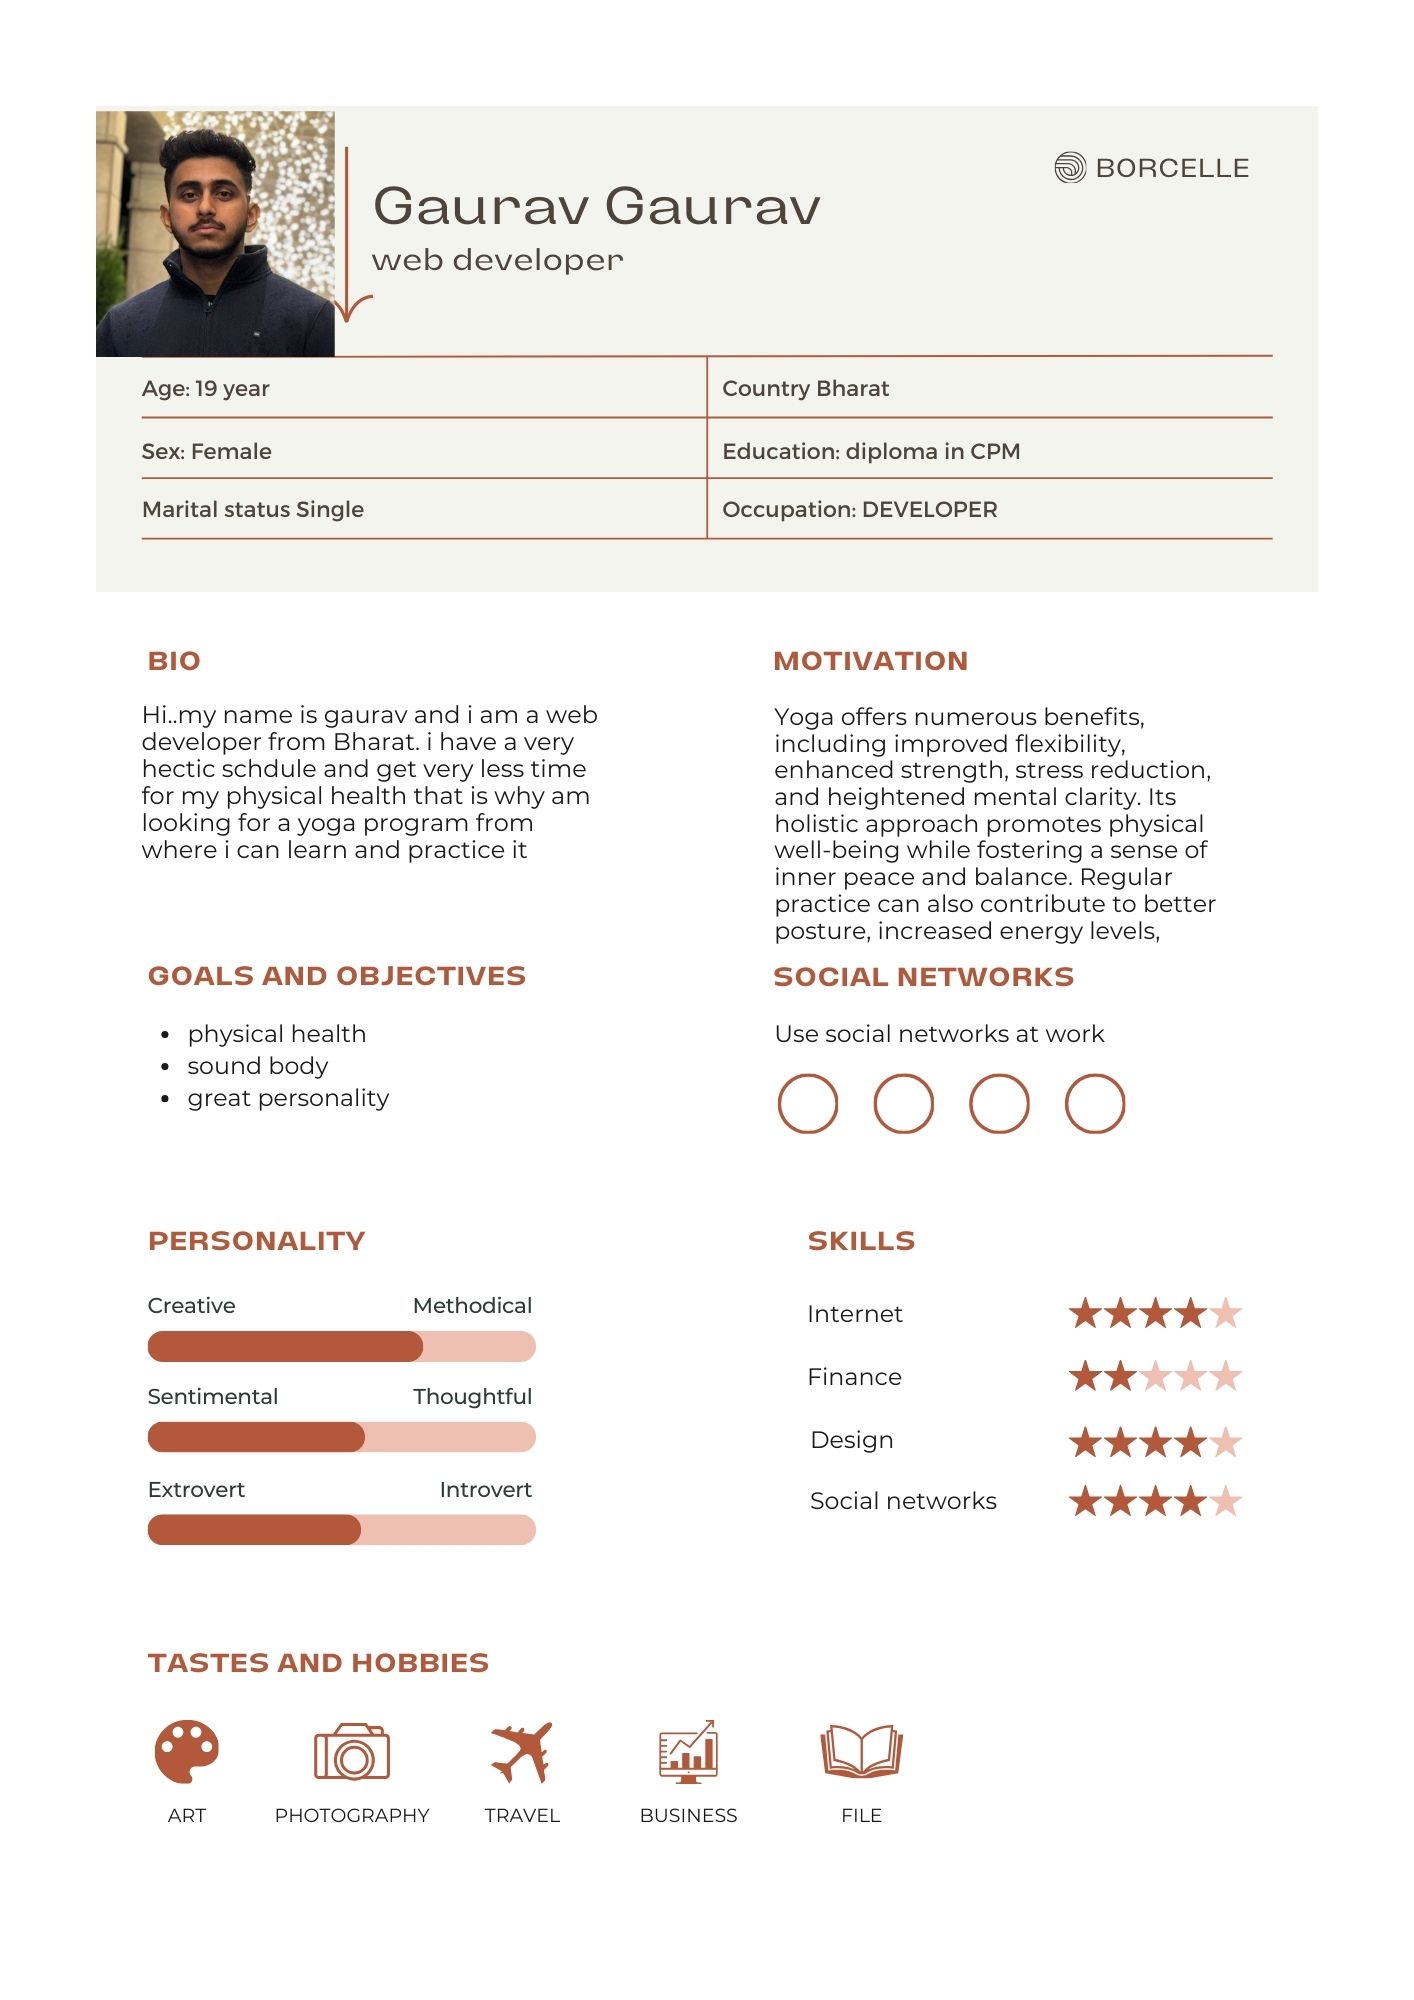 BORCELLE
Gaurav Gaurav
web developer
Age: 19 year
Country Bharat
Sex: Female
Education: diploma in CPM
Marital status Single
Occupation: DEVELOPER
BIO
Hi..my name is gaurav and i am a web
developer from Bharat. i have a very
hectic schdule and get very less time
for my physical health that is why am
looking for a yoga program from
where i can learn and practice it
MOTIVATION
Yoga offers numerous benefits,
including improved flexibility,
enhanced strength, stress reduction,
and heightened mental clarity. Its
holistic approach promotes physical
well-being while fostering a sense of
inner peace and balance. Regular
practice can also contribute to better
posture, increased energy levels,
GOALS AND OBJECTIVES
• physical health
• sound body
• great personality
SOCIAL NETWORKS
Use social networks at work
PERSONALITY
Creative Methodical
Sentimental Thoughtful
Extrovert Introvert
SKILLS
Internet
Finance
Design
Social networks
TASTES AND HOBBIES
ART
PHOTOGRAPHY
TRAVEL
BUSINESS
FILE